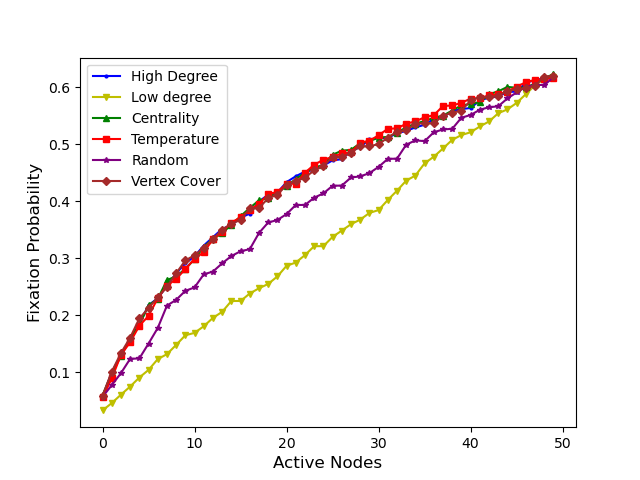 High Degree
Low degree
Centrality
Temperature
Random
Vertex Cover
0.6
0.5
0.4
0.3
0.2
0.1
Fixation Probability
0 10 20 30 40 50
Active Nodes